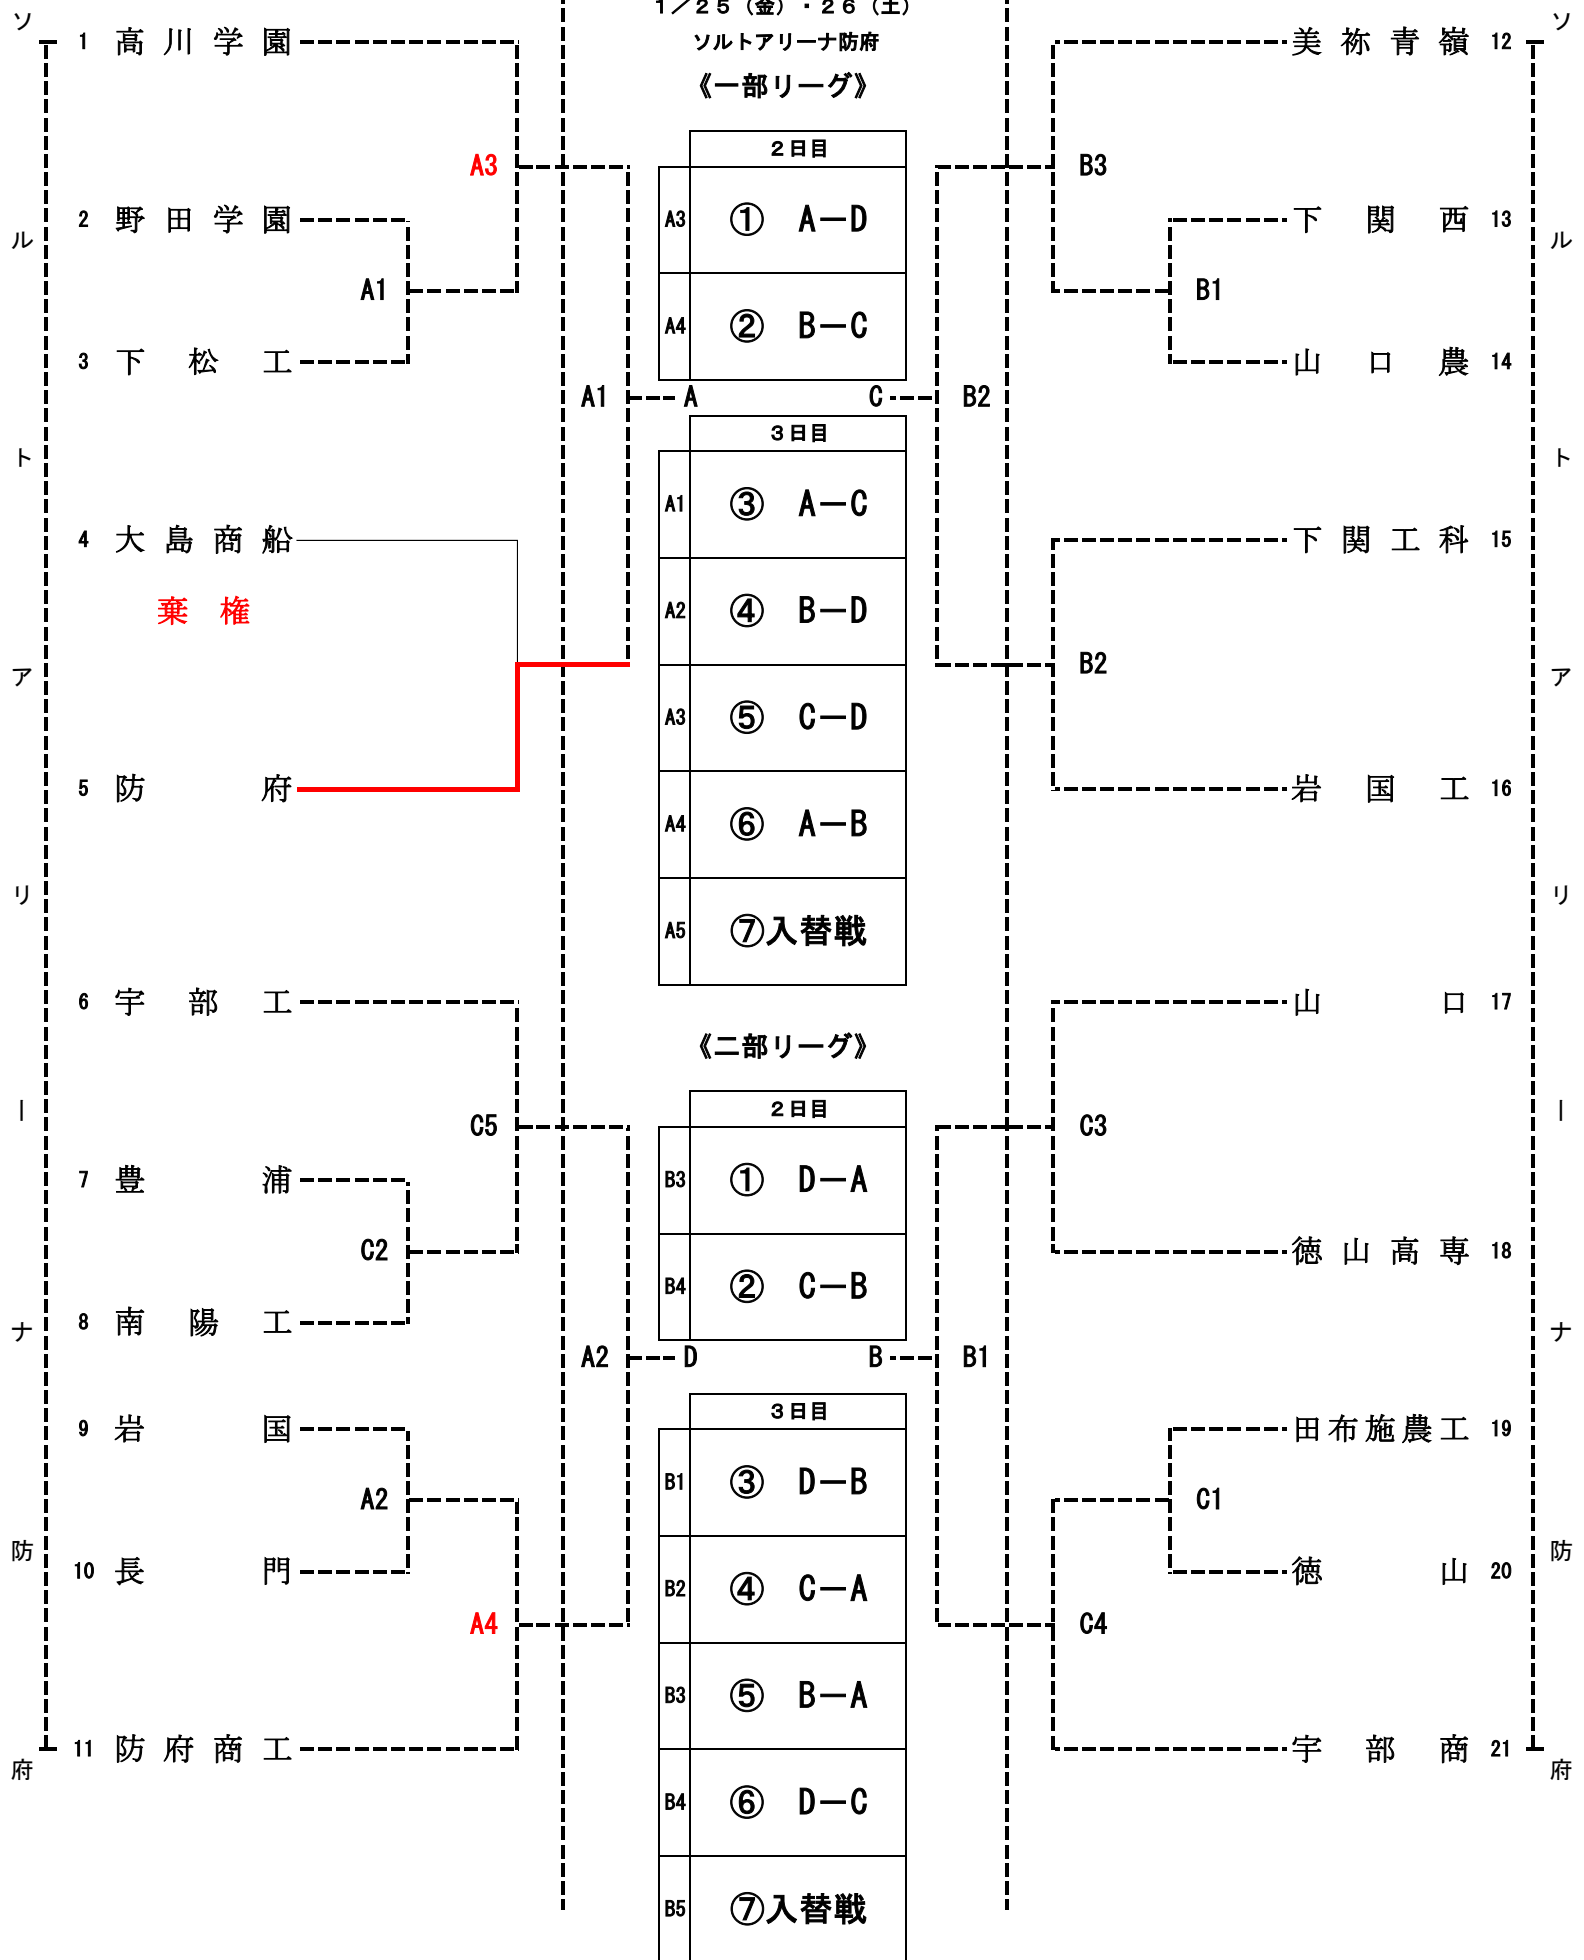 1／25（金）・26（土）
ソルトアリーナ防府
《一部リーグ》
ソルトアリーナ防府
1 高川学園
A3
2 野田学園
A1
3 下松工
A1
A
4 大島商船
棄権
5 防府
6 宇部工
C5
7 豊浦
C2
8 南陽工
A2
D
9 岩国
A2
10 長門
A4
11 防府商工
2日目
A3 ① A－D
A4 ② B－C
3日目
A1 ③ A－C
A2 ④ B－D
A3 ⑤ C－D
A4 ⑥ A－B
A5 ⑦入替戦
《二部リーグ》
2日目
B3 ① D－A
B4 ② C－B
3日目
B1 ③ D－B
B2 ④ C－A
B3 ⑤ B－A
B4 ⑥ D－C
B5 ⑦入替戦
美祢青嶺 12
B3
下関西 13
B1
山口農 14
C
B2
下関工科 15
B2
岩国工 16
山口 17
C3
徳山高専 18
B
B1
田布施農工 19
C1
徳山 20
C4
宇部商 21
ソルトアリーナ防府